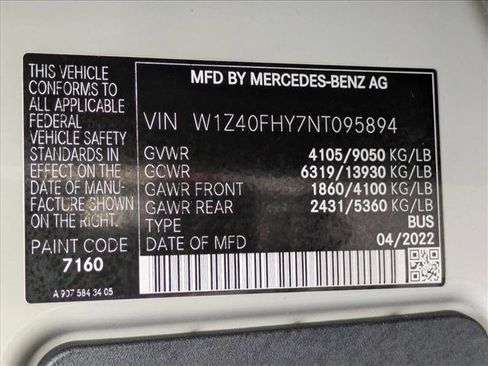 THIS VEHICLE
CONFORMS TO
ALL APPLICABLE
FEDERAL MOTOR
VEHICLE SAFETY
STANDARDS IN
EFFECT ON THE
DATE OF MANU-
FACTURE SHOWN
ON THE RIGHT.
PAINT CODE
7160
A 907 584 34 05
MFD BY MERCEDES-BENZ AG
VIN W1Z40FHY7NT095894
GVWR 4105/9050 KG/LB
GCWR 6319/13930 KG/LB
GAWR FRONT 1860/4100 KG/LB
GAWR REAR 2431/5360 KG/LB
TYPE BUS
DATE OF MFD 04/2022